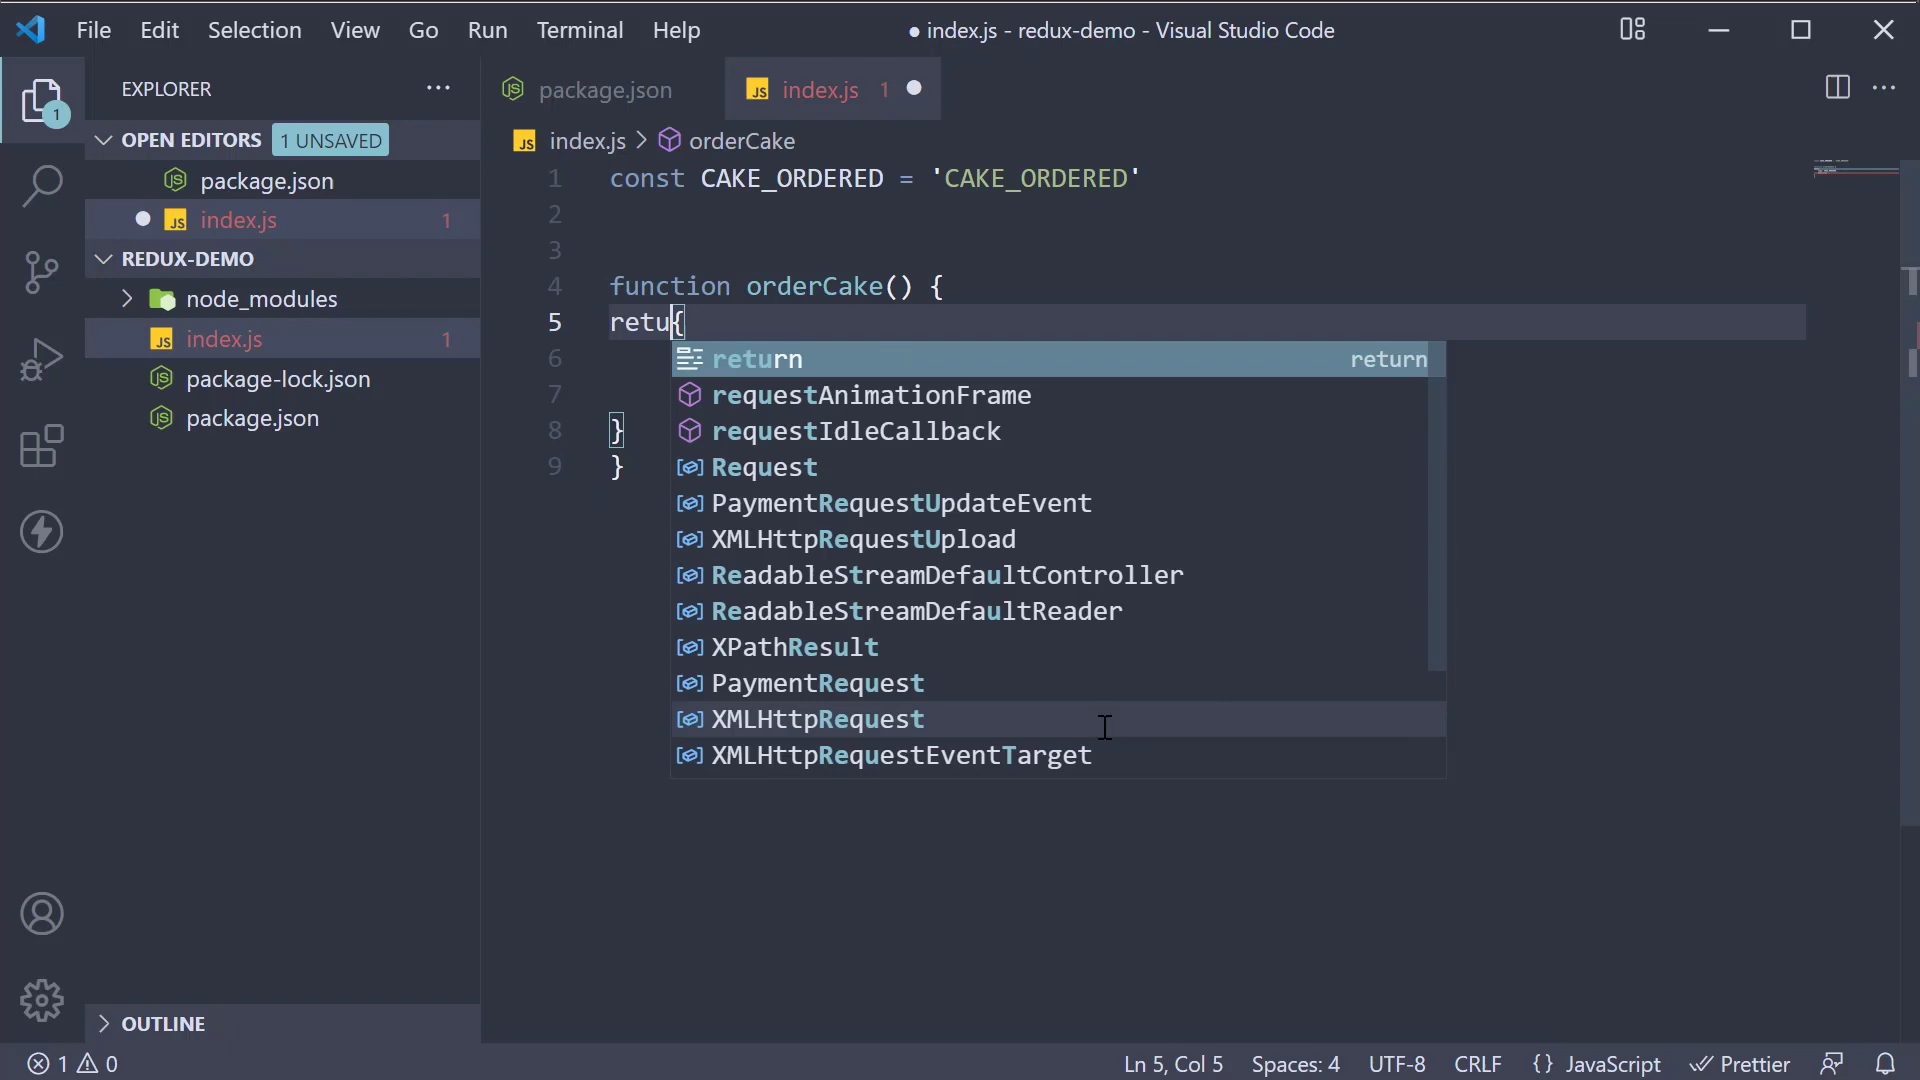 File Edit Selection View Go Run Terminal Help
● index.js - redux-demo - Visual Studio Code
EXPLORER
OPEN EDITORS 1 UNSAVED
package.json
index.js 1
REDUX-DEMO
node_modules
index.js 1
package-lock.json
package.json
OUTLINE
1
package.json
JS index.js 1
JS index.js > orderCake
1 const CAKE_ORDERED = 'CAKE_ORDERED'
2
3
4 function orderCake() {
5 retu{
6
7
8 }
9 }
return return
requestAnimationFrame
requestIdleCallback
Request
PaymentRequestUpdateEvent
XMLHttpRequestUpload
ReadableStreamDefaultController
ReadableStreamDefaultReader
XPathResult
PaymentRequest
XMLHttpRequest
XMLHttpRequestEventTarget
1 0
Ln 5, Col 5 Spaces: 4 UTF-8 CRLF {} JavaScript Prettier